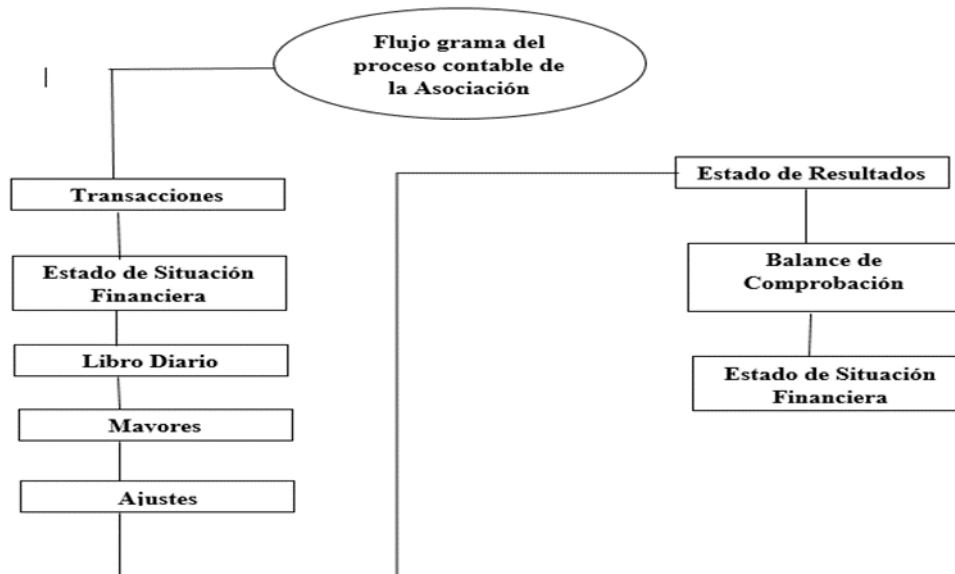 Flujo grama del
proceso contable de
la Asociación
Transacciones
Estado de Situación
Financiera
Libro Diario
Mavores
Ajustes
Estado de Resultados
Balance de
Comprobación
Estado de Situación
Financiera